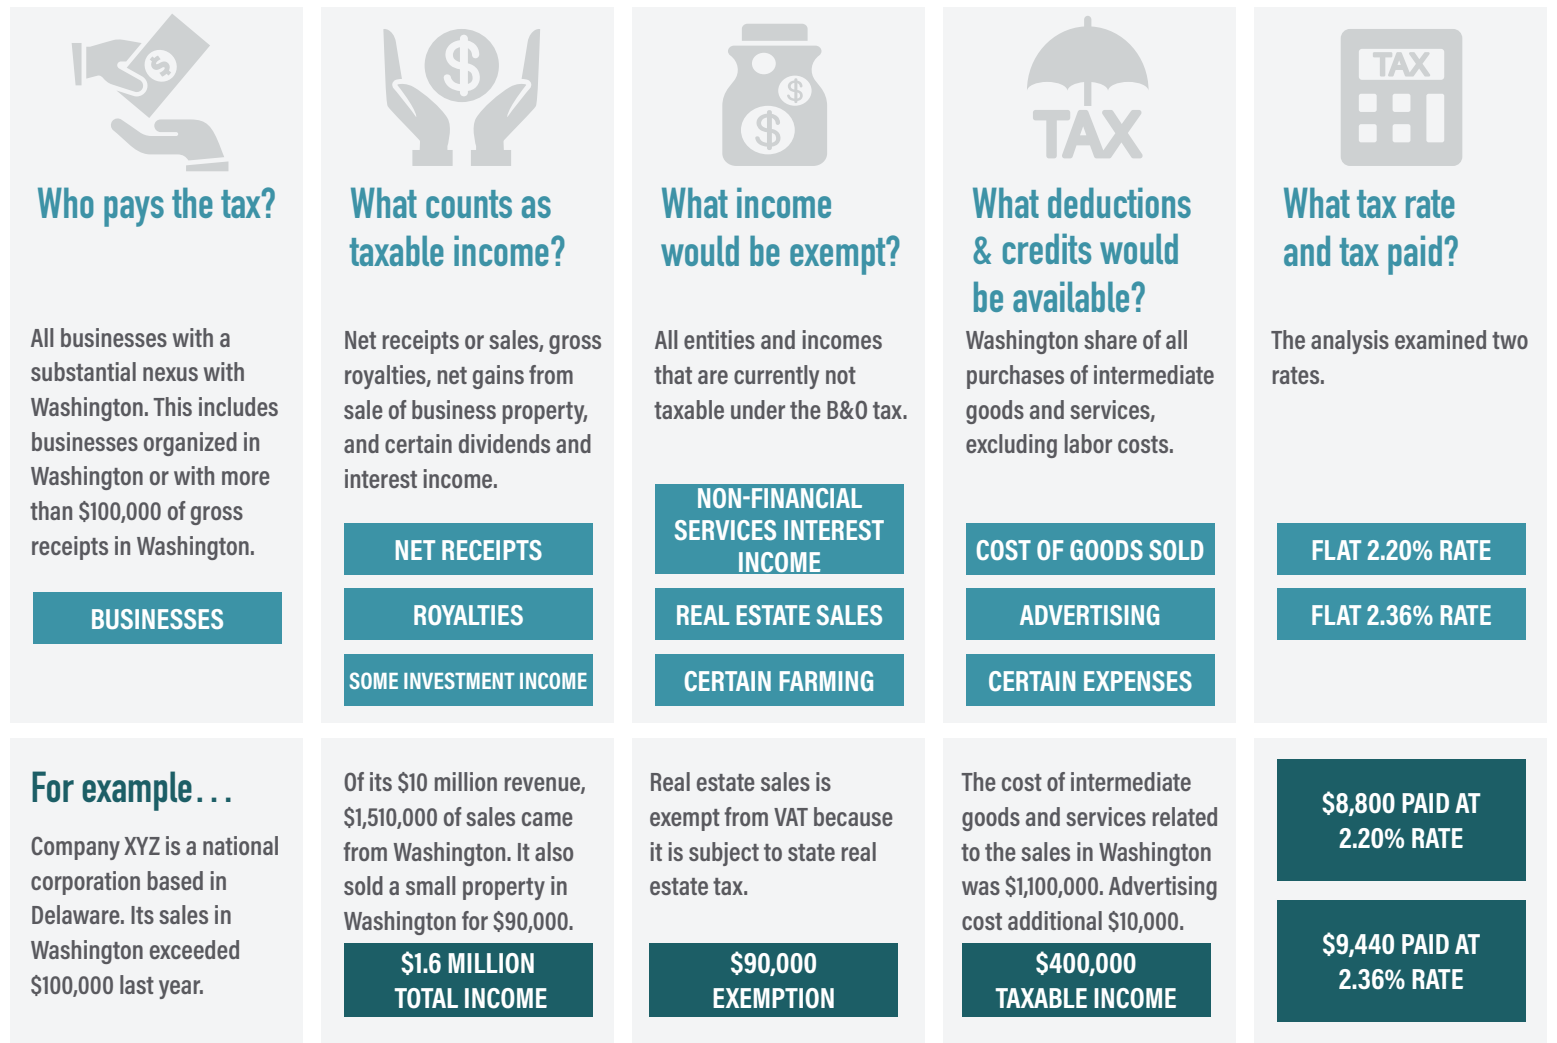 $
Who pays the tax?
All businesses with a
substantial nexus with
Washington. This includes
businesses organized in
Washington or with more
than $100,000 of gross
receipts in Washington.
BUSINESSES
$
What counts as
taxable income?
Net receipts or sales, gross
royalties, net gains from
sale of business property,
and certain dividends and
interest income.
NET RECEIPTS
ROYALTIES
SOME INVESTMENT INCOME
$
$
What income
would be exempt?
All entities and incomes
that are currently not
taxable under the B&O tax.
NON-FINANCIAL
SERVICES INTEREST
INCOME
REAL ESTATE SALES
CERTAIN FARMING
TAX
What deductions
& credits would
be available?
Washington share of all
purchases of intermediate
goods and services,
excluding labor costs.
COST OF GOODS SOLD
ADVERTISING
CERTAIN EXPENSES
TAX
What tax rate
and tax paid?
The analysis examined two
rates.
FLAT 2.20% RATE
FLAT 2.36% RATE
For example...
Company XYZ is a national
corporation based in
Delaware. Its sales in
Washington exceeded
$100,000 last year.
Of its $10 million revenue,
$1,510,000 of sales came
from Washington. It also
sold a small property in
Washington for $90,000.
$1.6 MILLION
TOTAL INCOME
Real estate sales is
exempt from VAT because
it is subject to state real
estate tax.
$90,000
EXEMPTION
The cost of intermediate
goods and services related
to the sales in Washington
was $1,100,000. Advertising
cost additional $10,000.
$400,000
TAXABLE INCOME
$8,800 PAID AT
2.20% RATE
$9,440 PAID AT
2.36% RATE